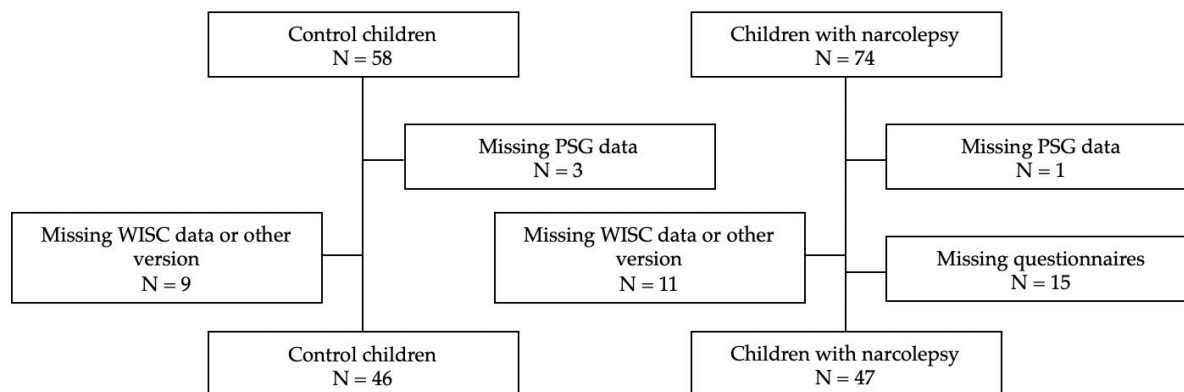 Control children
N = 58
Children with narcolepsy
N = 74
Missing PSG data
N = 3
Missing PSG data
N = 1
Missing WISC data or other
version
N = 9
Missing WISC data or other
version
N = 11
Missing questionnaires
N = 15
Control children
N = 46
Children with narcolepsy
N = 47